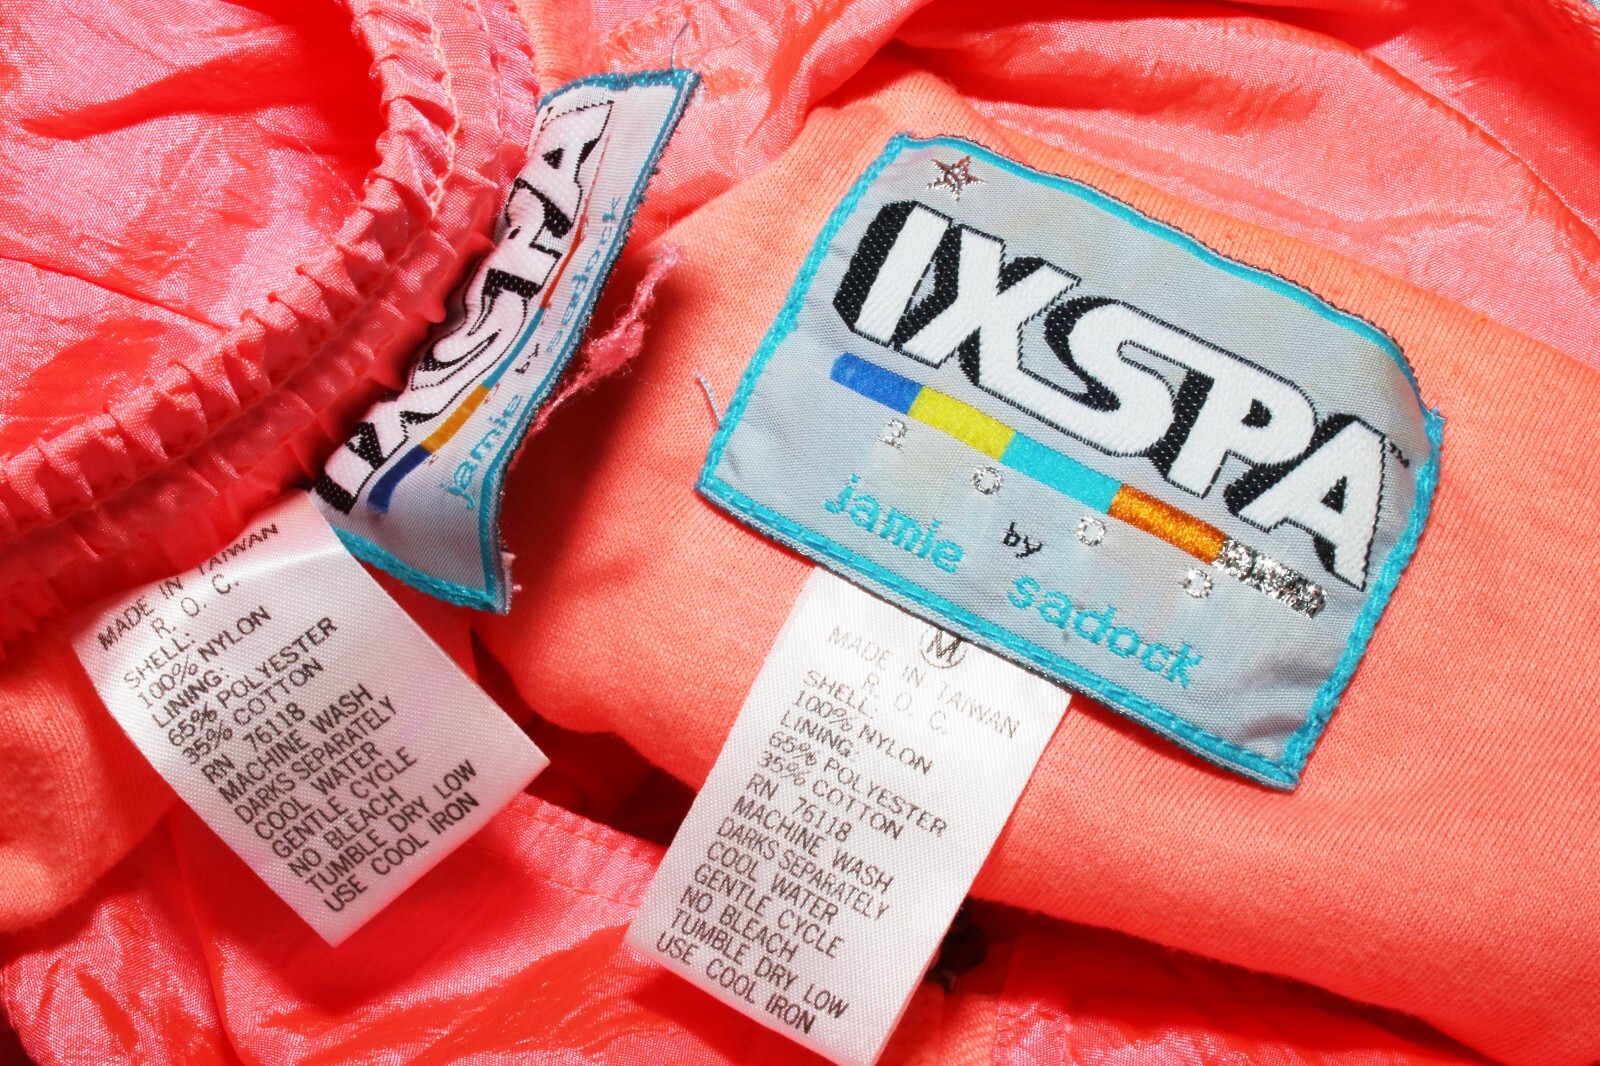 IXSPA
by
jamie sadock
MADE IN TAIWAN
R. O. C.
SHELL:
100% NYLON
LINING:
65% POLYESTER
35% COTTON
RN 76118
MACHINE WASH
DARKS SEPARATELY
COOL WATER
GENTLE CYCLE
NO BLEACH
TUMBLE DRY LOW
USE COOL IRON
IXSPA™
2 0 0 0
jamie by sadock
M
MADE IN TAIWAN
R. O. C.
SHELL:
100% NYLON
LINING:
65% POLYESTER
35% COTTON
RN 76118
MACHINE WASH
DARKS SEPARATELY
COOL WATER
GENTLE CYCLE
NO BLEACH
TUMBLE DRY LOW
USE COOL IRON